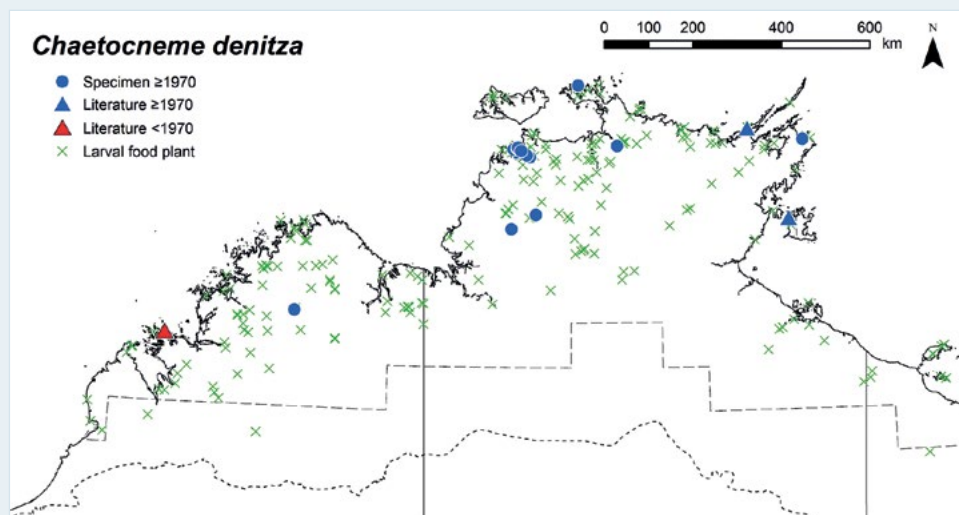 Chaetocneme denitza
Specimen ≥1970
Literature ≥1970
Literature <1970
Larval food plant
0 100 200 400 600
km
N